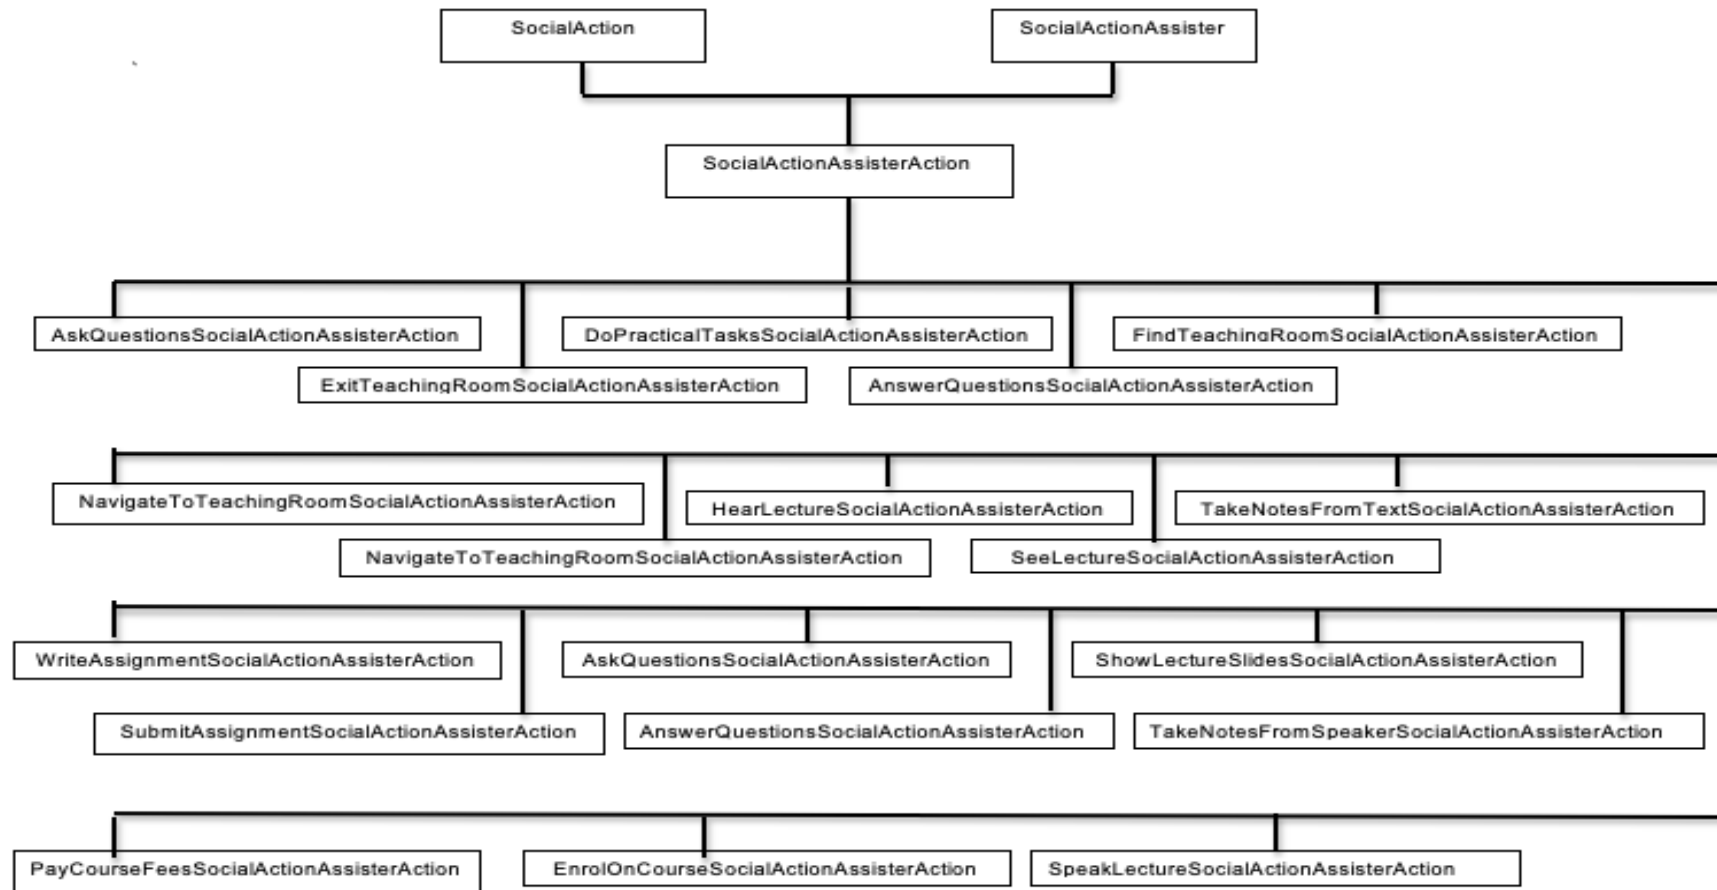 SocialAction
SocialActionAssister
SocialActionAssisterAction
AskQuestionsSocialActionAssisterAction
DoPracticalTasksSocialActionAssisterAction
FindTeachingRoomSocialActionAssisterAction
ExitTeachingRoomSocialActionAssisterAction
AnswerQuestionsSocialActionAssisterAction
NavigateToTeachingRoomSocialActionAssisterAction
HearLectureSocialActionAssisterAction
TakeNotesFromTextSocialActionAssisterAction
NavigateToTeachingRoomSocialActionAssisterAction
SeeLectureSocialActionAssisterAction
WriteAssignmentSocialActionAssisterAction
AskQuestionsSocialActionAssisterAction
ShowLectureSlidesSocialActionAssisterAction
SubmitAssignmentSocialActionAssisterAction
AnswerQuestionsSocialActionAssisterAction
TakeNotesFromSpeakerSocialActionAssisterAction
PayCourseFeesSocialActionAssisterAction
EnrolOnCourseSocialActionAssisterAction
SpeakLectureSocialActionAssisterAction